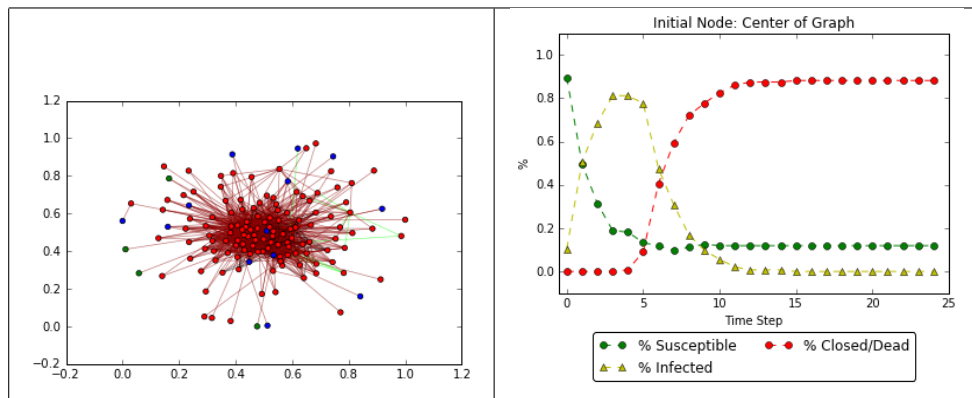 1.2
1.0
0.8
0.6
0.4
0.2
0.0
−0.2
−0.2 0.0 0.2 0.4 0.6 0.8 1.0 1.2
Initial Node: Center of Graph
1.0
0.8
0.6
0.4
0.2
0.0
%
0 5 10 15 20 25
Time Step
% Susceptible % Closed/Dead
% Infected